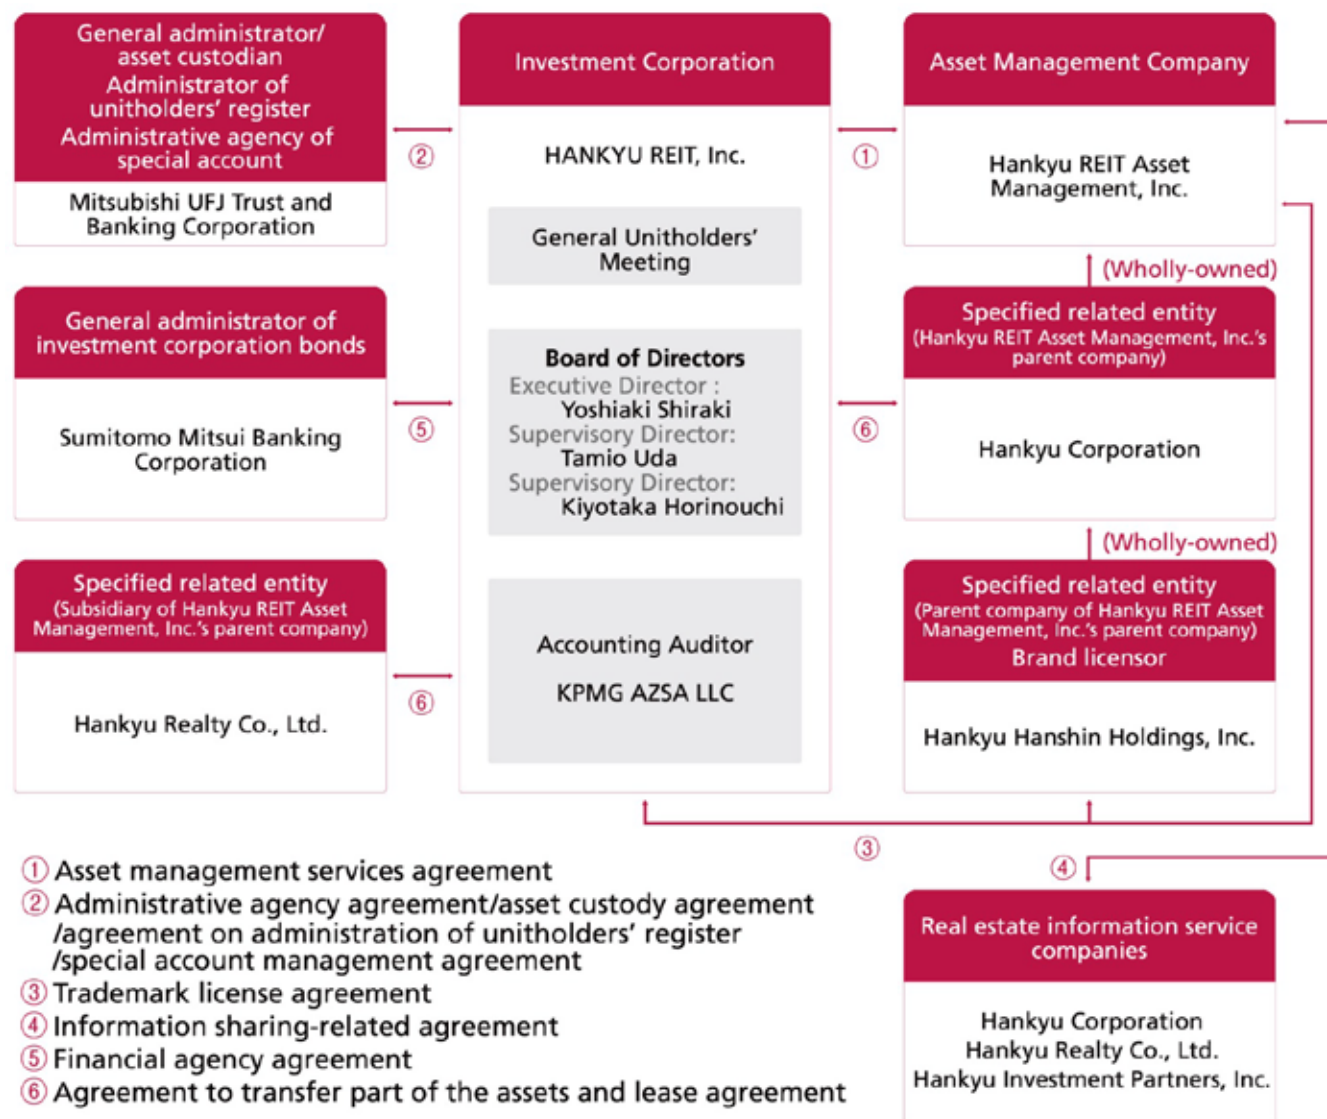 General administrator/
asset custodian
Administrator of
unitholders' register
Administrative agency of
special account
Mitsubishi UFJ Trust and
Banking Corporation
②
Investment Corporation
HANKYU REIT, Inc.
General Unitholders'
Meeting
①
Asset Management Company
Hankyu REIT Asset
Management, Inc.
(Wholly-owned)
General administrator of
investment corporation bonds
Sumitomo Mitsui Banking
Corporation
⑤
Board of Directors
Executive Director :
Yoshiaki Shiraki
Supervisory Director:
Tamio Uda
Supervisory Director:
Kiyotaka Horinouchi
⑥
Specified related entity
(Hankyu REIT Asset Management, Inc.'s
parent company)
Hankyu Corporation
(Wholly-owned)
Specified related entity
(Subsidiary of Hankyu REIT Asset
Management, Inc.'s parent company)
Hankyu Realty Co., Ltd.
⑥
Accounting Auditor
KPMG AZSA LLC
Specified related entity
(Parent company of Hankyu REIT Asset
Management, Inc.'s parent company)
Brand licensor
Hankyu Hanshin Holdings, Inc.
③
④
① Asset management services agreement
② Administrative agency agreement/asset custody agreement
/agreement on administration of unitholders' register
/special account management agreement
③ Trademark license agreement
④ Information sharing-related agreement
⑤ Financial agency agreement
⑥ Agreement to transfer part of the assets and lease agreement
Real estate information service
companies
Hankyu Corporation
Hankyu Realty Co., Ltd.
Hankyu Investment Partners, Inc.